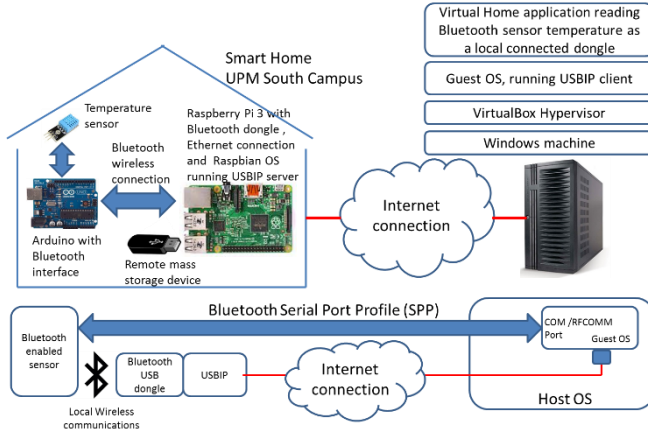 Virtual Home application reading
Bluetooth sensor temperature as
a local connected dongle
Smart Home
UPM South Campus
Guest OS, running USBIP client
VirtualBox Hypervisor
Windows machine
Temperature
sensor
Raspberry Pi 3 with
Bluetooth dongle ,
Ethernet connection
and Raspbian OS
running USBIP server
Bluetooth
wireless
connection
Internet
connection
Arduino with
Bluetooth
interface
Remote mass
storage device
Bluetooth Serial Port Profile (SPP)
Bluetooth
enabled
sensor
COM /RFCOMM
Port
Guest OS
Bluetooth
USB
dongle
USBIP
Internet
connection
Local Wireless
communications
Host OS